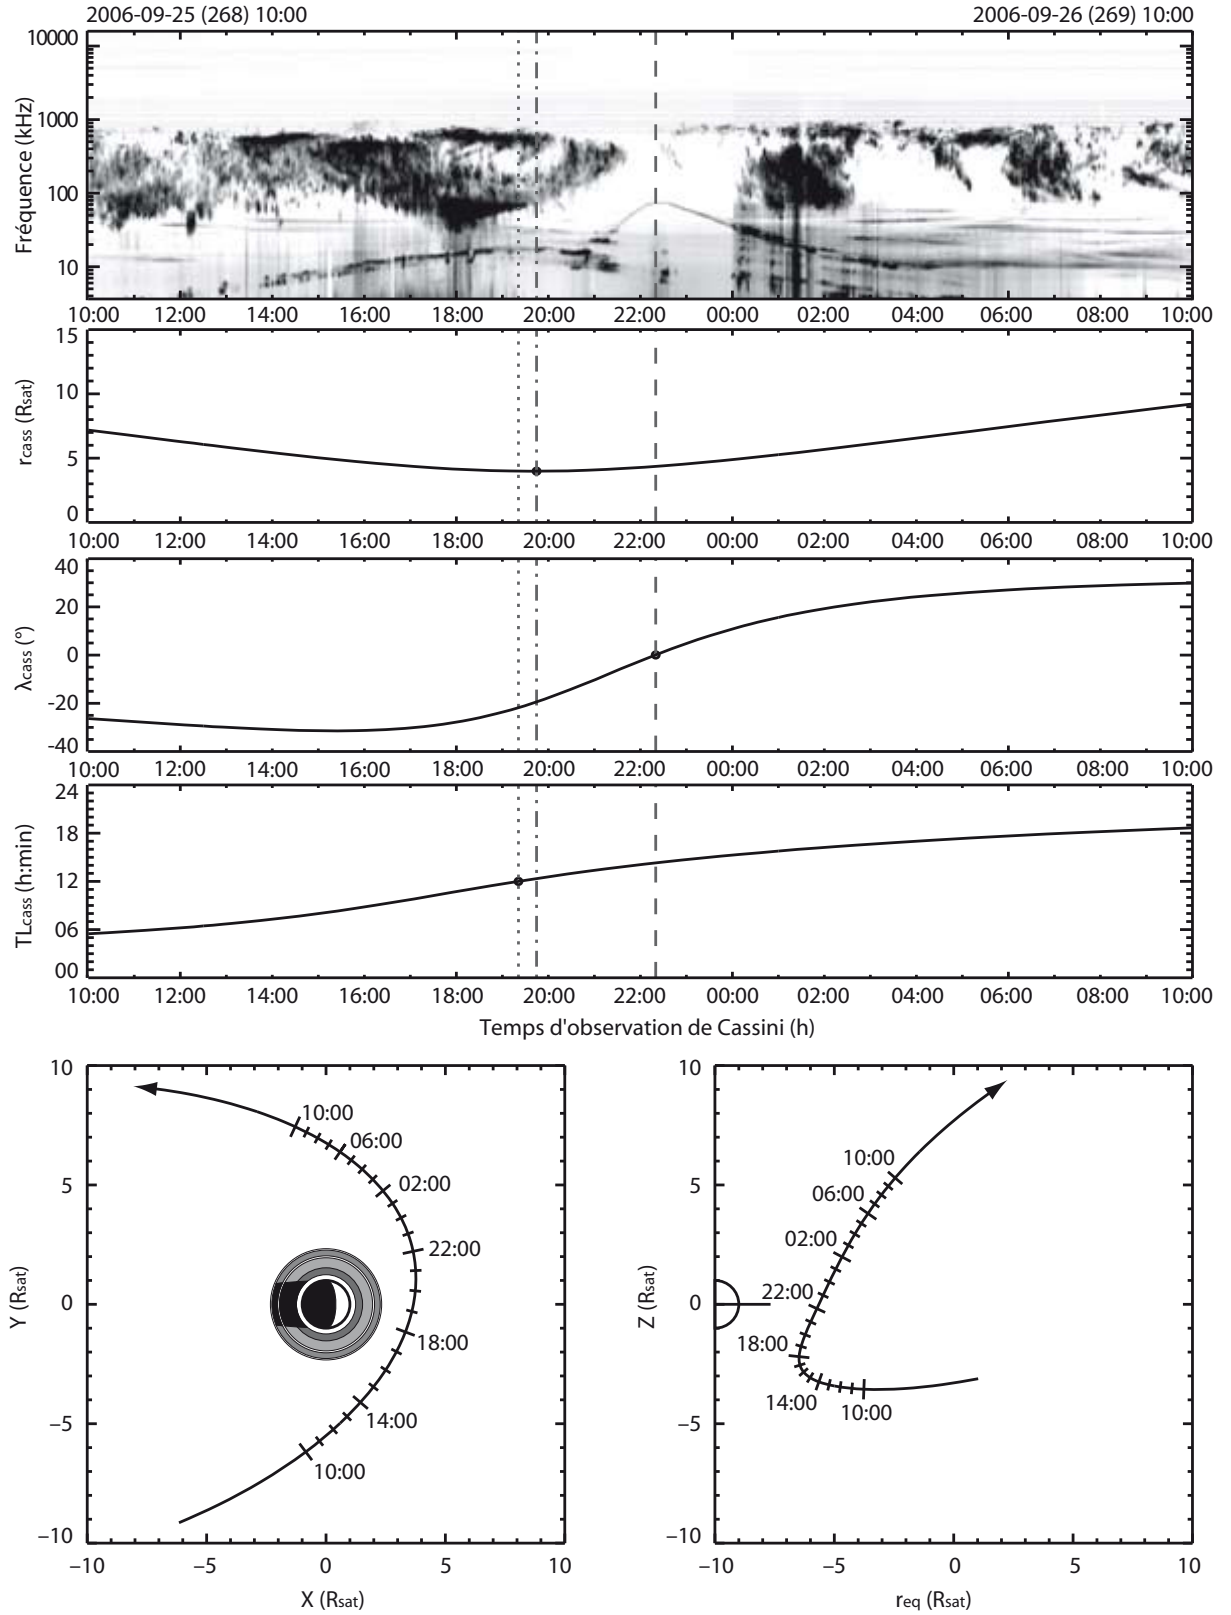 2006-09-25 (268) 10:00 2006-09-26 (269) 10:00
Fréquence (kHz)
10000
1000
100
10
10:00 12:00 14:00 16:00 18:00 20:00 22:00 00:00 02:00 04:00 06:00 08:00 10:00
rcass (Rsat)
15
10
5
0
10:00 12:00 14:00 16:00 18:00 20:00 22:00 00:00 02:00 04:00 06:00 08:00 10:00
λcass (°)
40
20
0
-20
-40
10:00 12:00 14:00 16:00 18:00 20:00 22:00 00:00 02:00 04:00 06:00 08:00 10:00
TLcass (h:min)
24
18
12
06
00
10:00 12:00 14:00 16:00 18:00 20:00 22:00 00:00 02:00 04:00 06:00 08:00 10:00
Temps d'observation de Cassini (h)
Y (Rsat)
10
5
0
−5
−10
10:00
06:00
02:00
22:00
18:00
14:00
10:00
−10 −5 0 5 10
X (Rsat)
Z (Rsat)
10
5
0
−5
−10
10:00
06:00
02:00
22:00
18:00
14:00
10:00
−10 −5 0 5 10
req (Rsat)